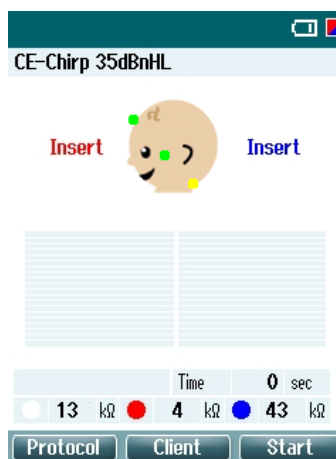 CE-Chirp 35dBnHL
Insert Insert
Time 0 sec
13 kΩ 4 kΩ 43 kΩ
Protocol Client Start